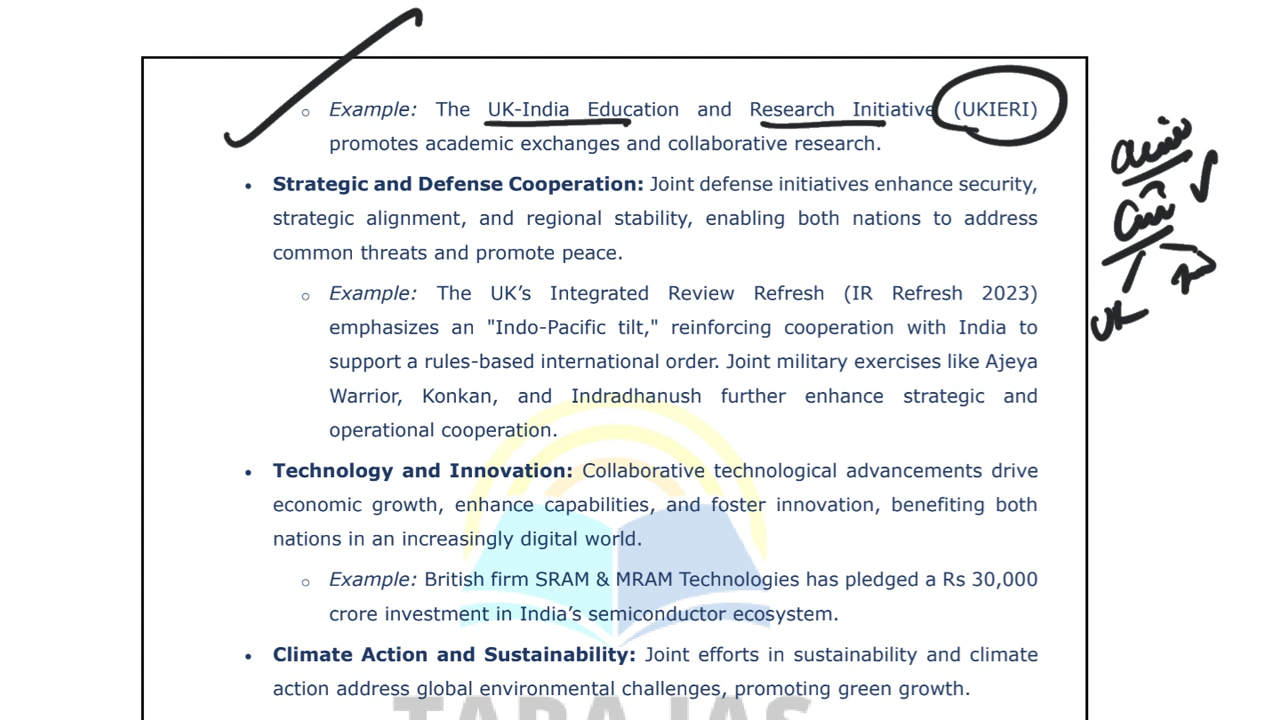 ○ Example: The UK-India Education and Research Initiative (UKIERI)
promotes academic exchanges and collaborative research.
• Strategic and Defense Cooperation: Joint defense initiatives enhance security,
strategic alignment, and regional stability, enabling both nations to address
common threats and promote peace.
○ Example: The UK’s Integrated Review Refresh (IR Refresh 2023)
emphasizes an "Indo-Pacific tilt," reinforcing cooperation with India to
support a rules-based international order. Joint military exercises like Ajeya
Warrior, Konkan, and Indradhanush further enhance strategic and
operational cooperation.
• Technology and Innovation: Collaborative technological advancements drive
economic growth, enhance capabilities, and foster innovation, benefiting both
nations in an increasingly digital world.
○ Example: British firm SRAM & MRAM Technologies has pledged a Rs 30,000
crore investment in India’s semiconductor ecosystem.
• Climate Action and Sustainability: Joint efforts in sustainability and climate
action address global environmental challenges, promoting green growth.
UK